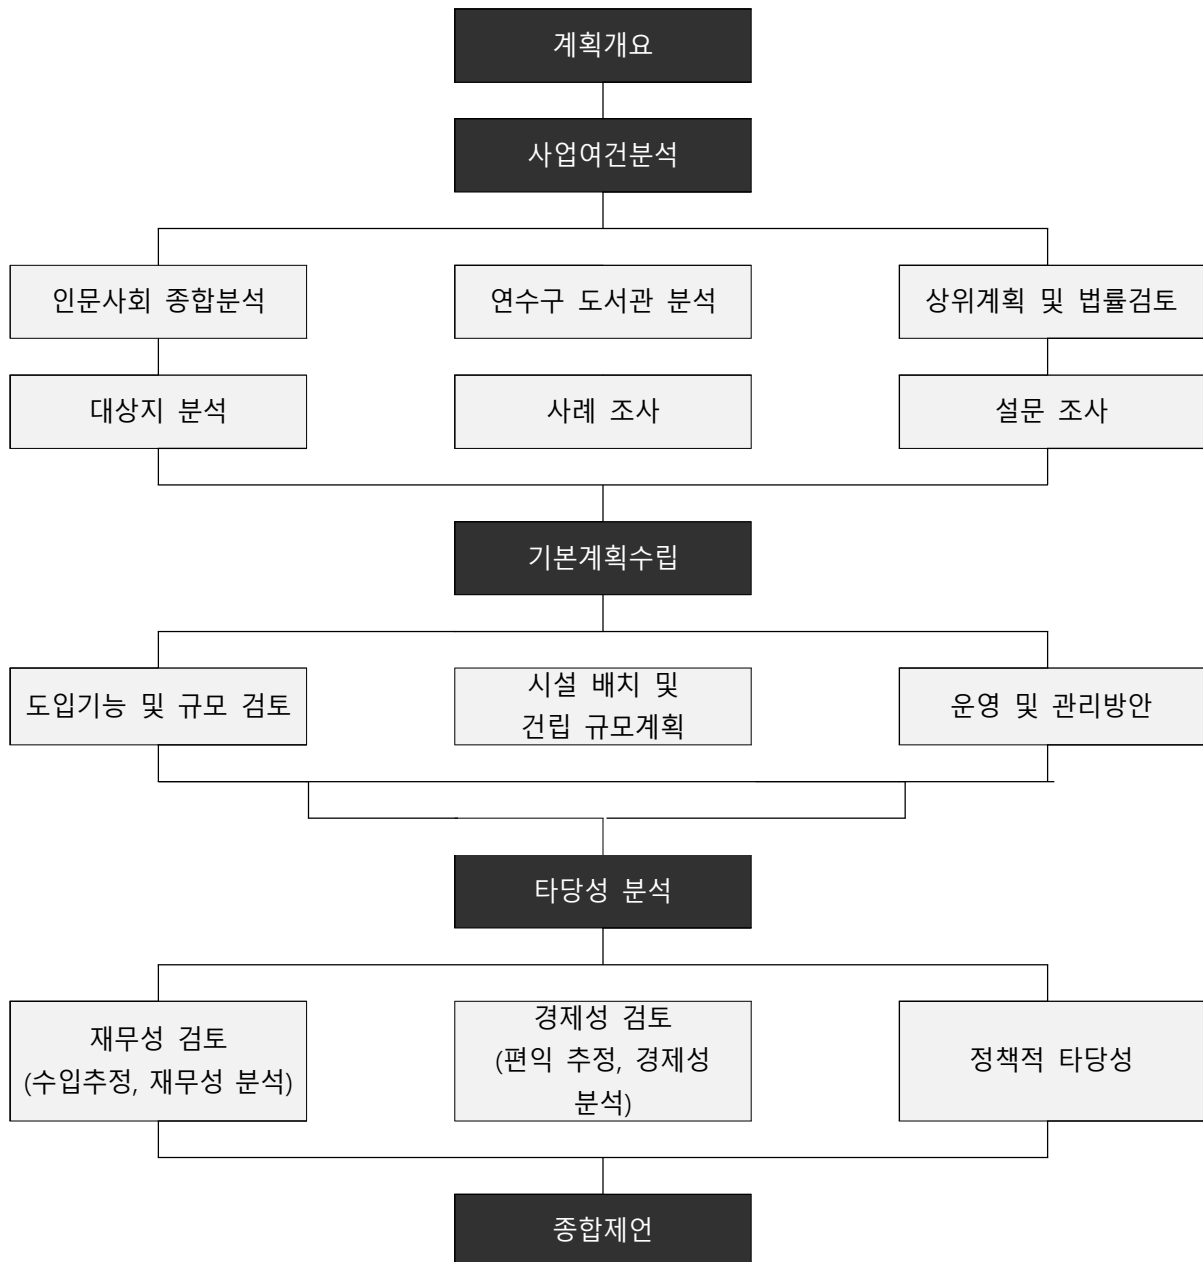 계획개요
사업여건분석
인문사회 종합분석
연수구 도서관 분석
상위계획 및 법률검토
대상지 분석
사례 조사
설문 조사
기본계획수립
도입기능 및 규모 검토
시설 배치 및
건립 규모계획
운영 및 관리방안
타당성 분석
재무성 검토
(수입추정, 재무성 분석)
경제성 검토
(편익 추정, 경제성
분석)
정책적 타당성
종합제언